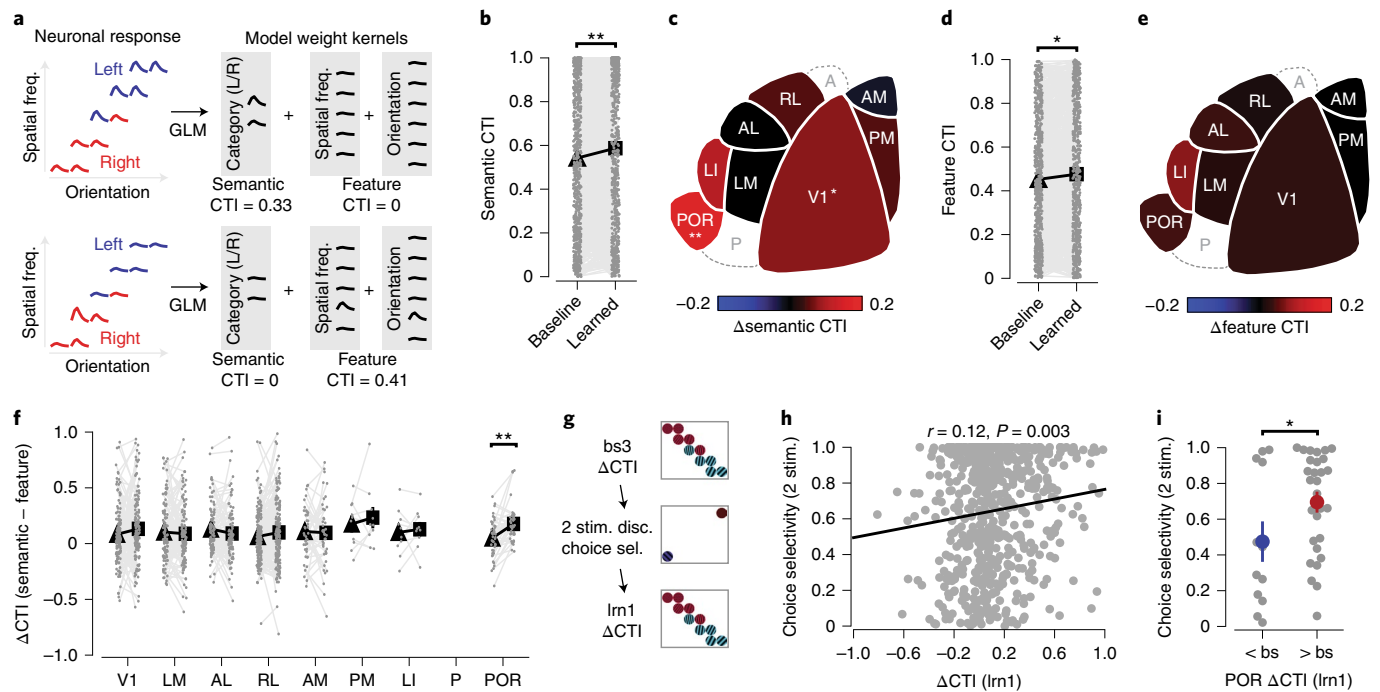 a
Neuronal response
Model weight kernels
Spatial freq.
Left
Right
Orientation
GLM
Category (L/R)
+
Spatial freq.
+
Orientation
Semantic
CTI = 0.33
Feature
CTI = 0
Spatial freq.
Left
Right
Orientation
GLM
Category (L/R)
+
Spatial freq.
+
Orientation
Semantic
CTI = 0
Feature
CTI = 0.41
b
**
Semantic CTI
1.0
0.8
0.6
0.4
0.2
0
Baseline
Learned
c
A
RL
AM
AL
PM
LI
LM
V1*
POR
**
P
−0.2
0.2
Δsemantic CTI
d
*
Feature CTI
1.0
0.8
0.6
0.4
0.2
0
Baseline
Learned
e
A
RL
AM
AL
PM
LI
LM
V1
POR
P
−0.2
0.2
Δfeature CTI
f
ΔCTI (semantic − feature)
1.0
0.5
0
−0.5
−1.0
**
V1
LM
AL
RL
AM
PM
LI
P
POR
g
bs3
ΔCTI
2 stim. disc.
choice sel.
lrn1
ΔCTI
h
r = 0.12, P = 0.003
Choice selectivity (2 stim.)
1.0
0.8
0.6
0.4
0.2
0
−1.0
−0.6
−0.2
0.2
0.6
1.0
ΔCTI (lrn1)
i
*
Choice selectivity (2 stim.)
1.0
0.8
0.6
0.4
0.2
0
< bs
> bs
POR ΔCTI (lrn1)